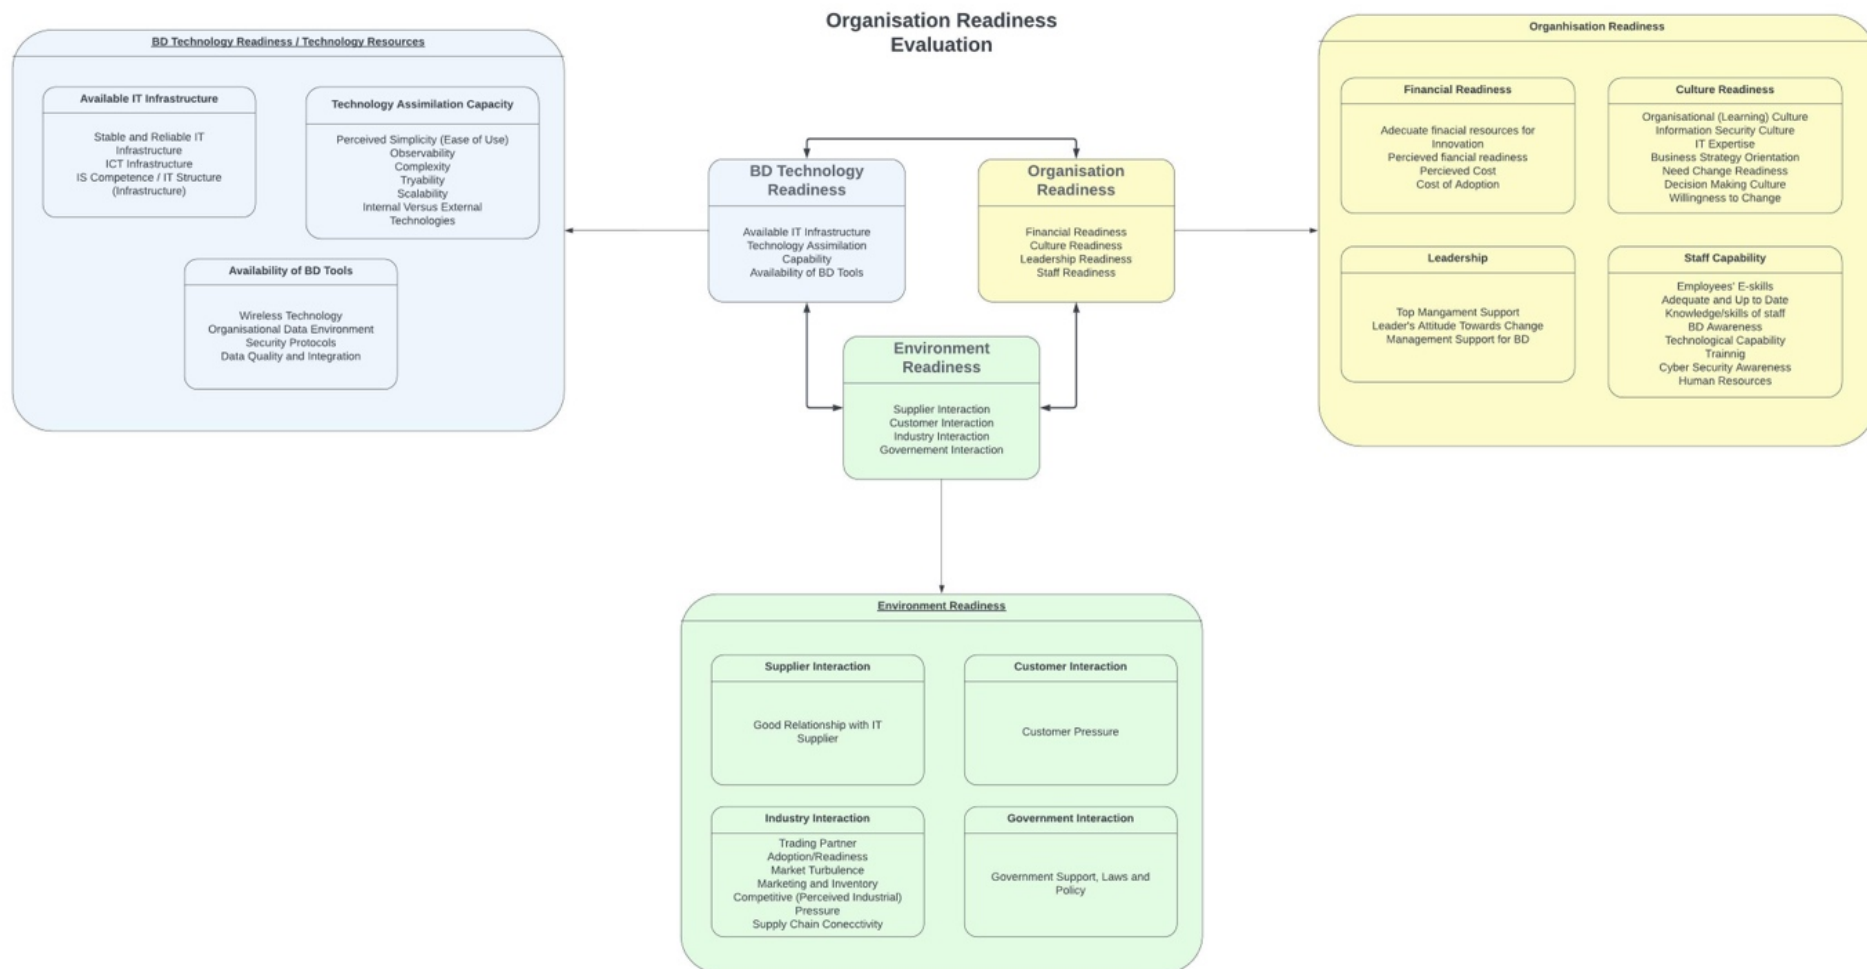 Organisation Readiness
Evaluation
BD Technology Readiness / Technology Resources
Available IT Infrastructure
Stable and Reliable IT
Infrastructure
ICT Infrastructure
IS Competence / IT Structure
(Infrastructure)
Technology Assimilation Capacity
Perceived Simplicity (Ease of Use)
Observability
Complexity
Tryability
Scalability
Internal Versus External
Technologies
Availability of BD Tools
Wireless Technology
Organisational Data Environment
Security Protocols
Data Quality and Integration
BD Technology
Readiness
Available IT Infrastructure
Technology Assimilation
Capability
Availability of BD Tools
Organisation
Readiness
Financial Readiness
Culture Readiness
Leadership Readiness
Staff Readiness
Environment
Readiness
Supplier Interaction
Customer Interaction
Industry Interaction
Governement Interaction
Organhisation Readiness
Financial Readiness
Adecuate finacial resources for
Innovation
Percieved fiancial readiness
Percieved Cost
Cost of Adoption
Culture Readiness
Organisational (Learning) Culture
Information Security Culture
IT Expertise
Business Strategy Orientation
Need Change Readiness
Decision Making Culture
Willingness to Change
Leadership
Top Mangament Support
Leader's Attitude Towards Change
Management Support for BD
Staff Capability
Employees' E-skills
Adequate and Up to Date
Knowledge/skills of staff
BD Awareness
Technological Capability
Trainnig
Cyber Security Awareness
Human Resources
Environment Readiness
Supplier Interaction
Good Relationship with IT
Supplier
Customer Interaction
Customer Pressure
Industry Interaction
Trading Partner
Adoption/Readiness
Market Turbulence
Marketing and Inventory
Competitive (Perceived Industrial)
Pressure
Supply Chain Conecctivity
Government Interaction
Government Support, Laws and
Policy